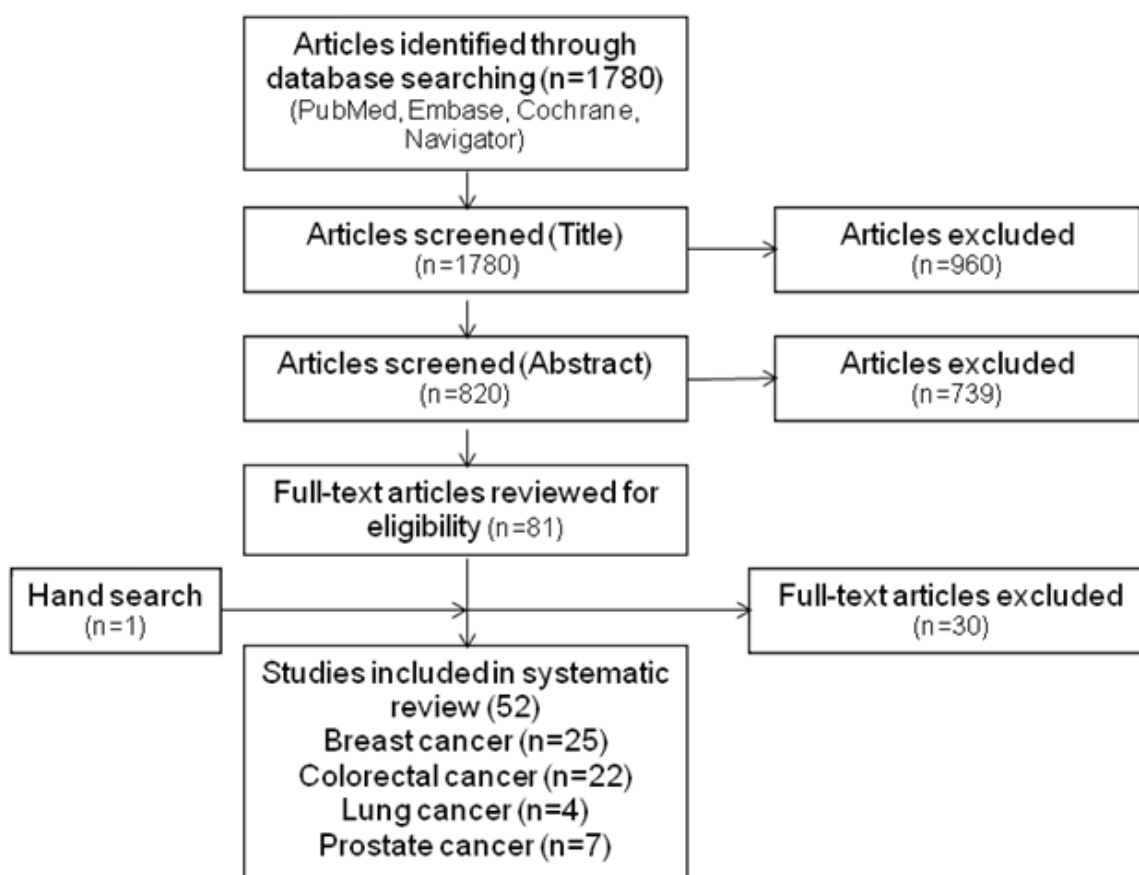 Articles identified through
database searching (n=1780)
(PubMed, Embase, Cochrane,
Navigator)
Articles screened (Title)
(n=1780)
Articles excluded
(n=960)
Articles screened (Abstract)
(n=820)
Articles excluded
(n=739)
Full-text articles reviewed for
eligibility (n=81)
Hand search
(n=1)
Full-text articles excluded
(n=30)
Studies included in systematic
review (52)
Breast cancer (n=25)
Colorectal cancer (n=22)
Lung cancer (n=4)
Prostate cancer (n=7)